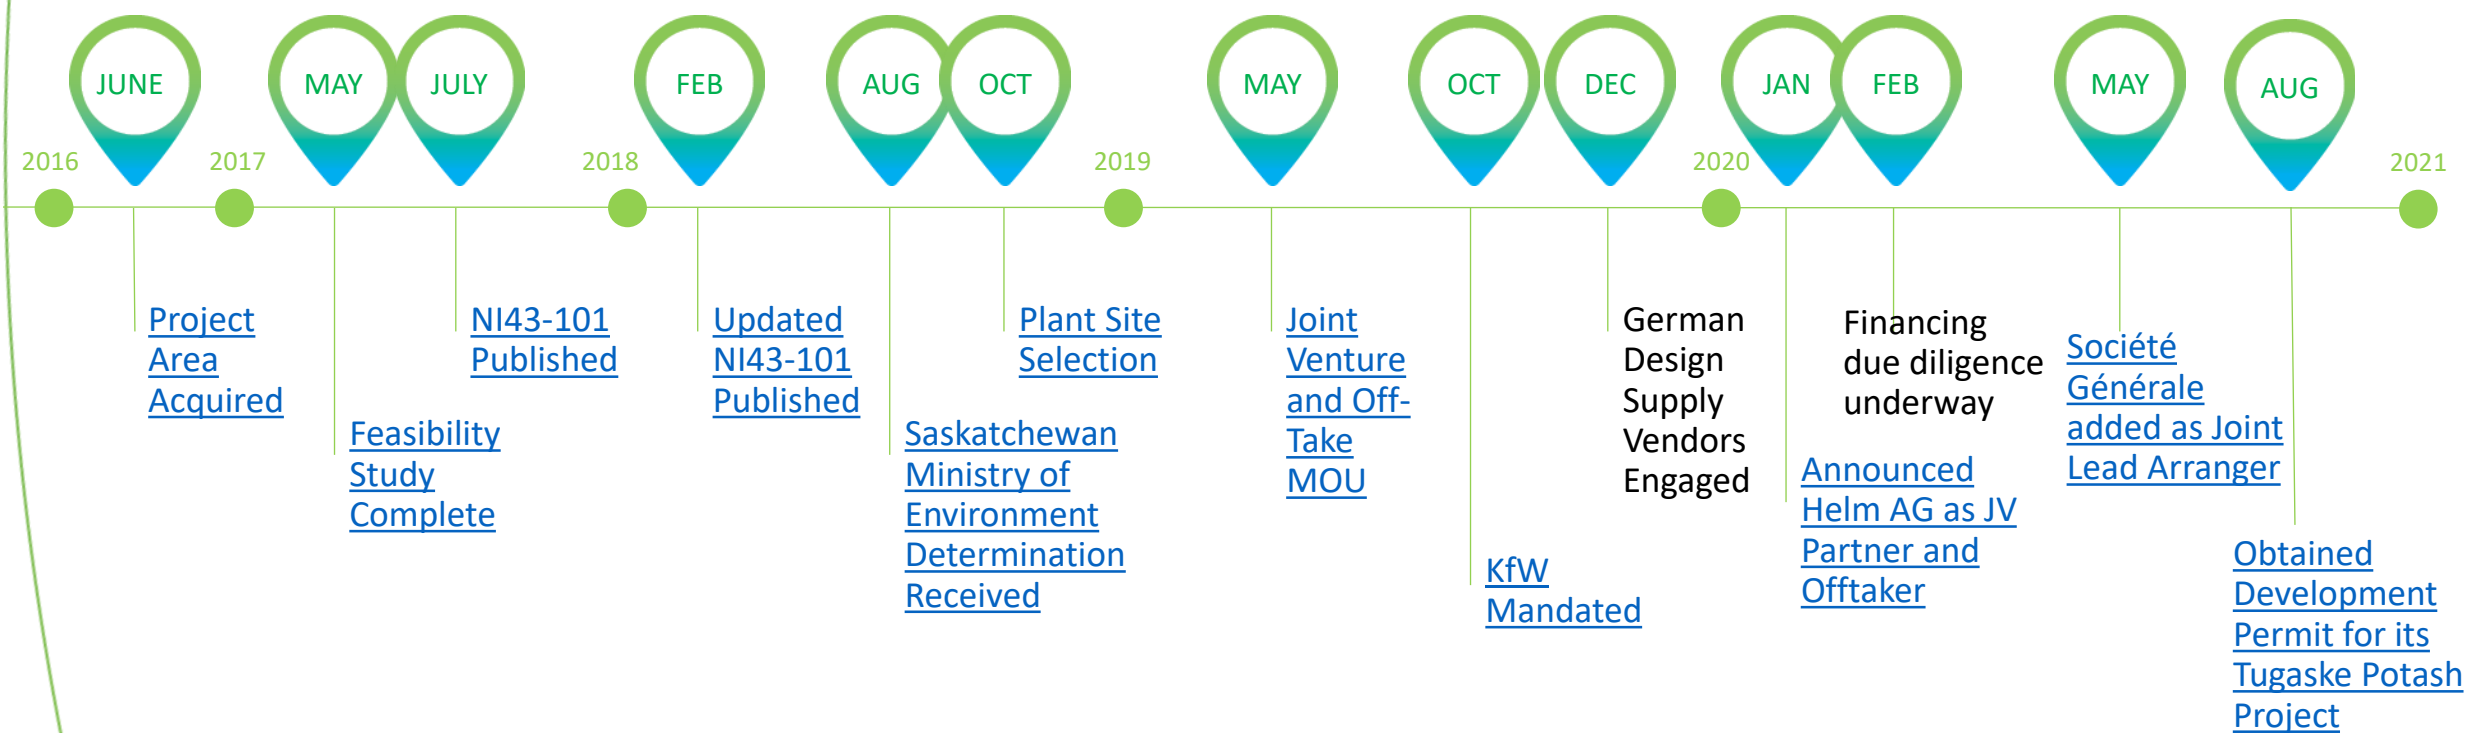 JUNE
MAY
JULY
FEB
AUG
OCT
MAY
OCT
DEC
JAN
FEB
MAY
AUG
2016
2017
2018
2019
2020
2021
Project
Area
Acquired
Feasibility
Study
Complete
NI43-101
Published
Updated
NI43-101
Published
Saskatchewan
Ministry of
Environment
Determination
Received
Plant Site
Selection
Joint
Venture
and Off-
Take
MOU
KfW
Mandated
German
Design
Supply
Vendors
Engaged
Announced
Helm AG as JV
Partner and
Offtaker
Financing
due diligence
underway
Société
Générale
added as Joint
Lead Arranger
Obtained
Development
Permit for its
Tugaske Potash
Project